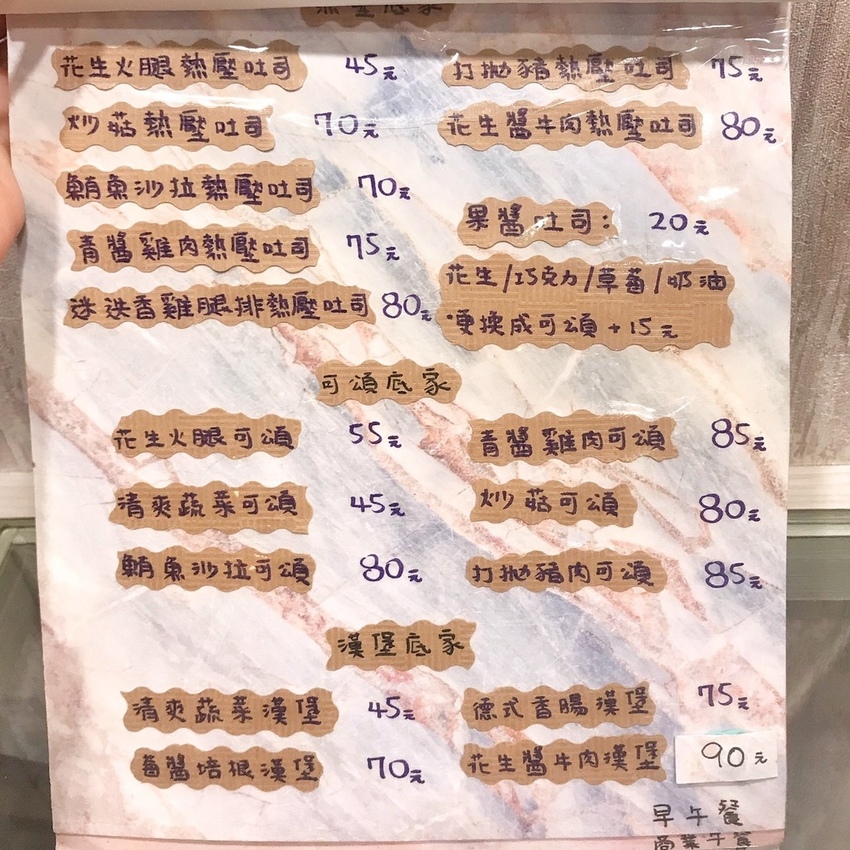 熱壓底家
花生火腿熱壓吐司 45元
打拋豬熱壓吐司 75元
炒菇熱壓吐司 70元
花生醬牛肉熱壓吐司 80元
鮪魚沙拉熱壓吐司 70元
果醬吐司: 20元
青醬雞肉熱壓吐司 75元
花生/巧克力/草莓/奶油
迷迭香雞腿排熱壓吐司 80元
*更換成可頌+15元
可頌底家
花生火腿可頌 55元
青醬雞肉可頌 85元
清爽蔬菜可頌 45元
炒菇可頌 80元
鮪魚沙拉可頌 80元
打拋豬肉可頌 85元
漢堡底家
清爽蔬菜漢堡 45元
德式香腸漢堡 75元
醬培根漢堡 70元
花生醬牛肉漢堡 90元
早午餐
商業午餐